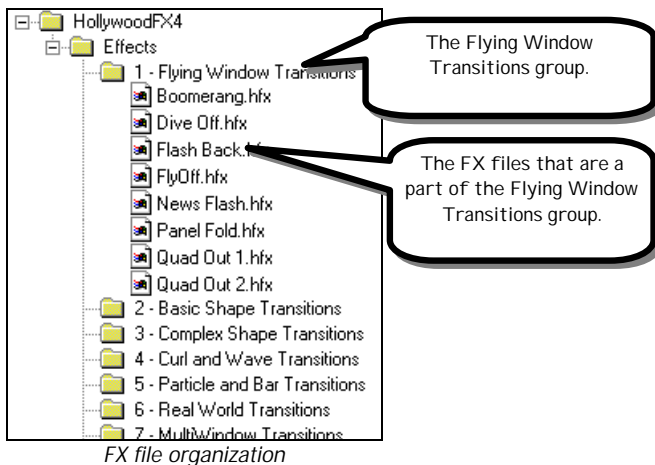 HollywoodFX4
Effects
1 - Flying Window Transitions
Boomerang.hfx
Dive Off.hfx
Flash Back.hfx
FlyOff.hfx
News Flash.hfx
Panel Fold.hfx
Quad Out 1.hfx
Quad Out 2.hfx
2 - Basic Shape Transitions
3 - Complex Shape Transitions
4 - Curl and Wave Transitions
5 - Particle and Bar Transitions
6 - Real World Transitions
7 - MultiWindow Transitions
The Flying Window
Transitions group.
The FX files that are a
part of the Flying Window
Transitions group.
FX file organization